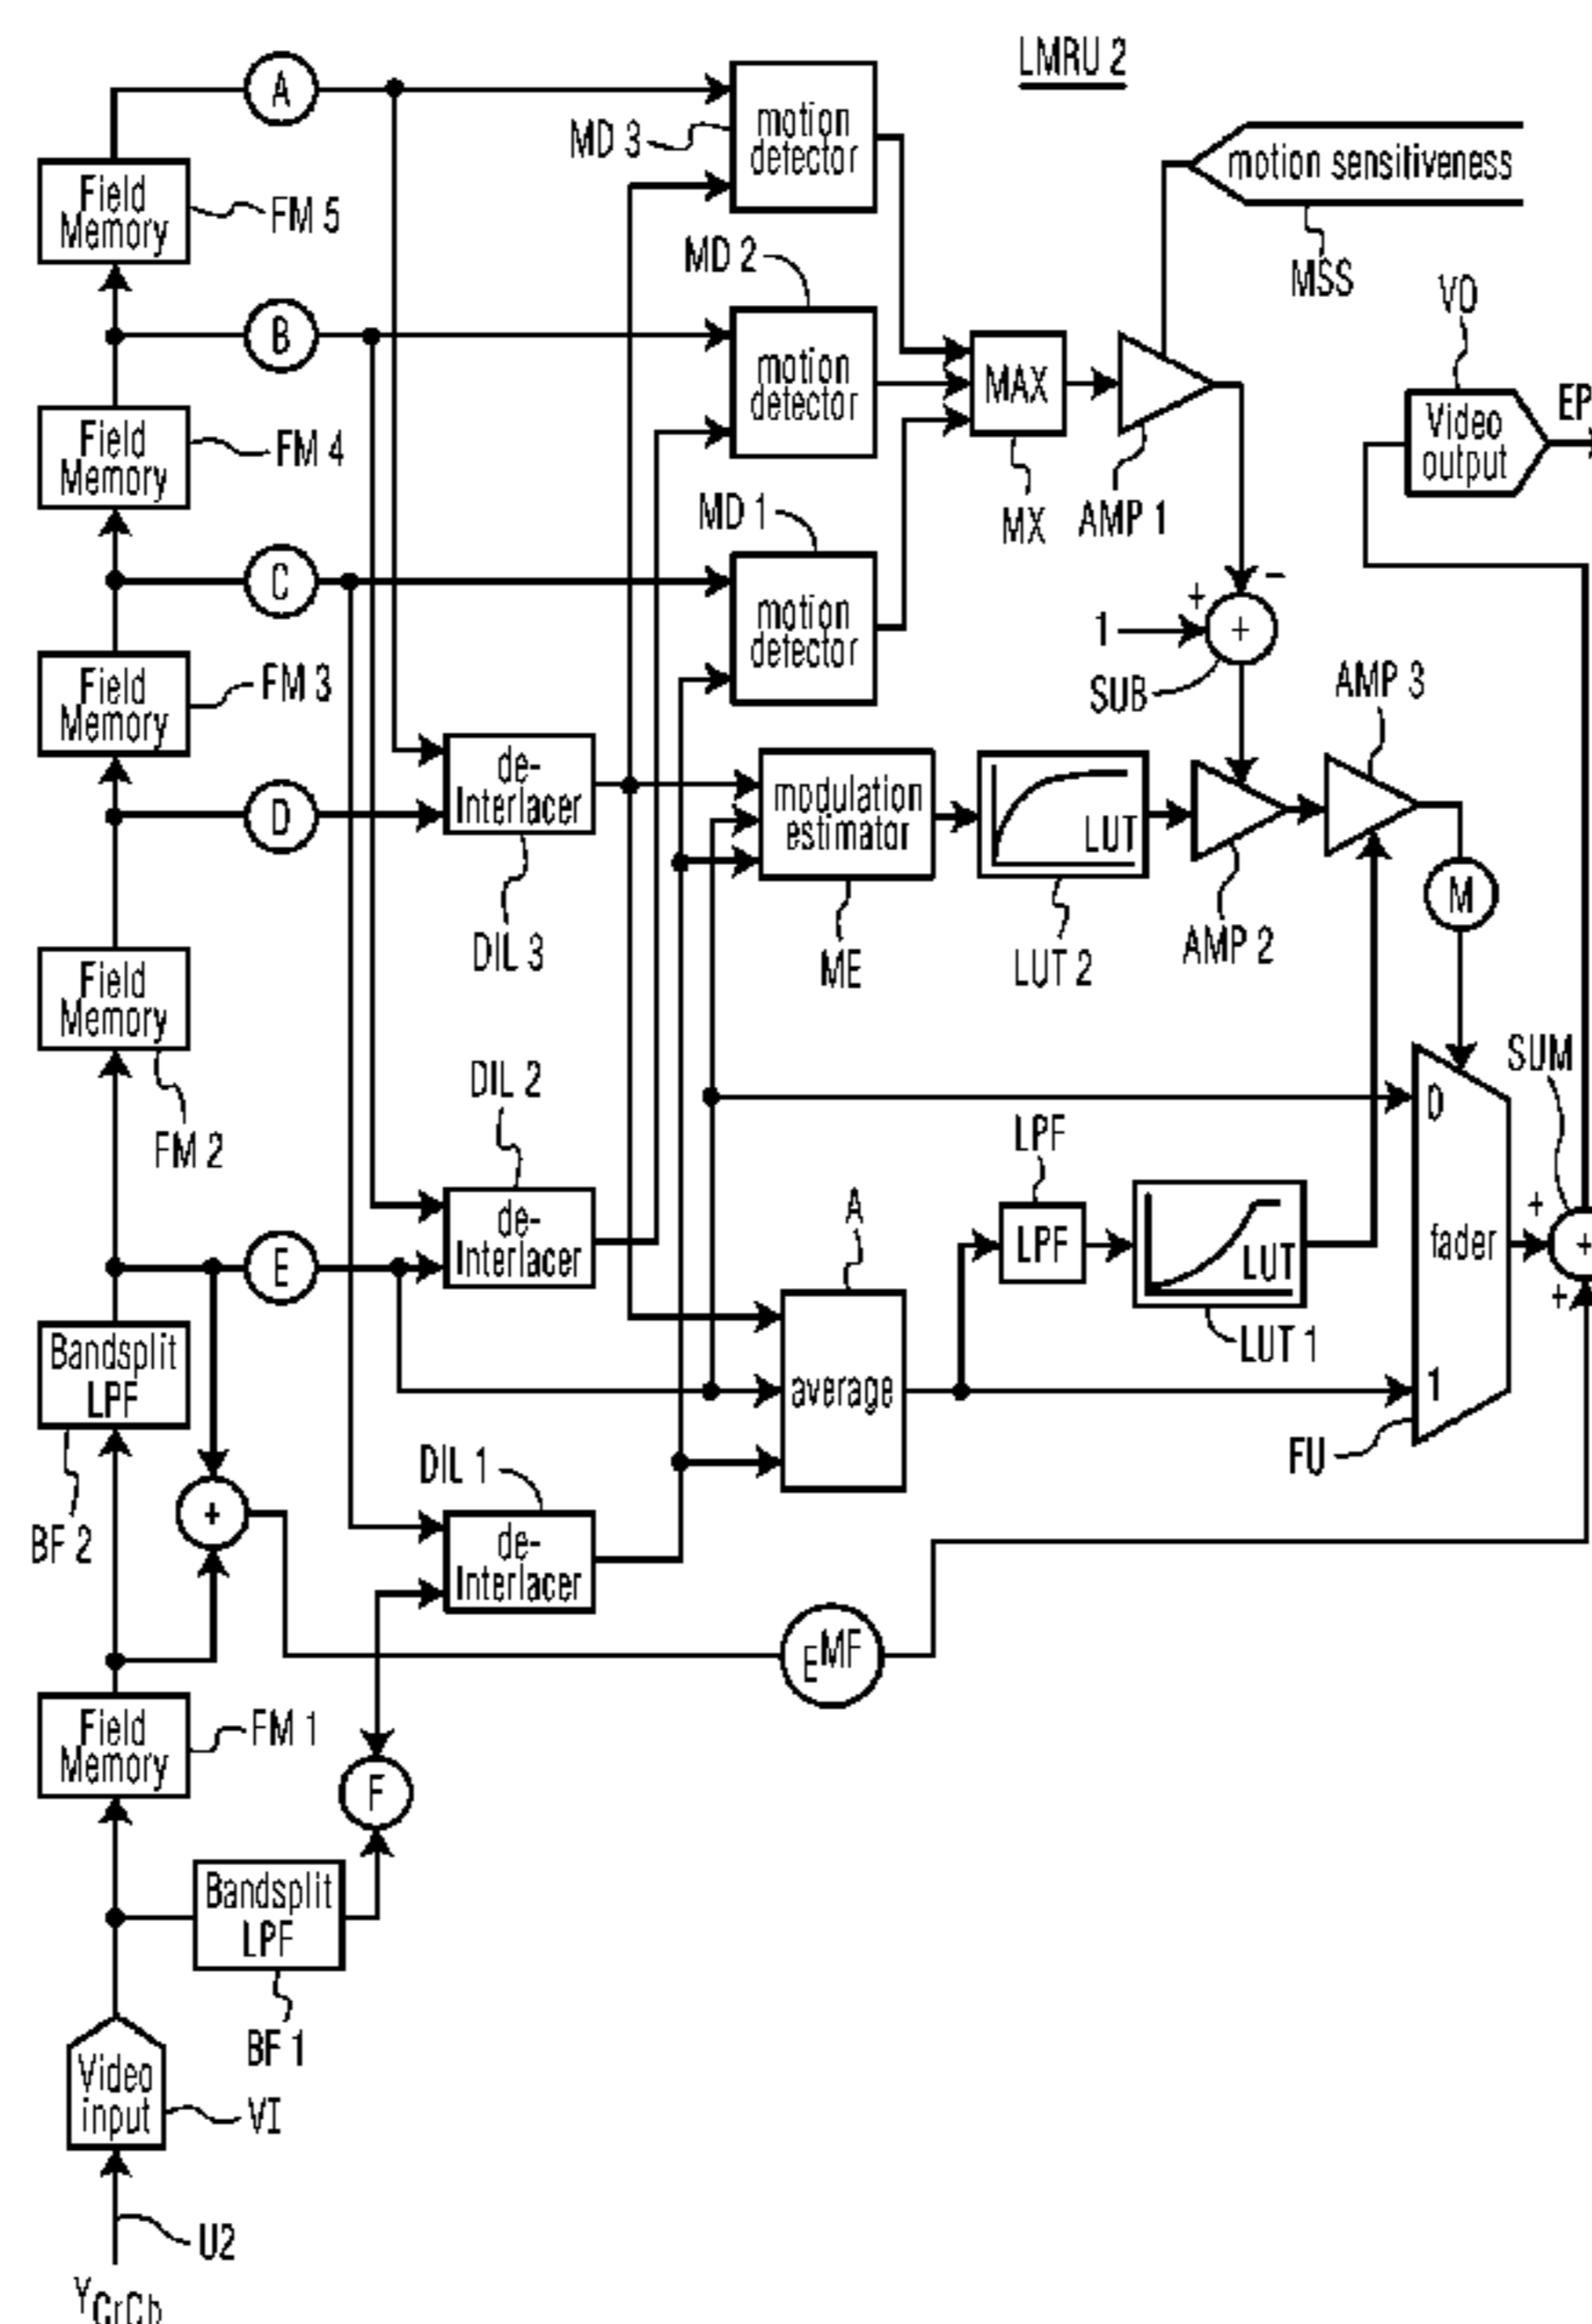 LMRU 2
A
motion
detector
MD 3
motion sensitiveness
MSS
Field
Memory
FM 5
MD 2
VO
B
motion
detector
MAX
MX
AMP 1
Video
output
EP
Field
Memory
FM 4
MD 1
C
motion
detector
+
-
1
+
SUB
AMP 3
Field
Memory
FM 3
D
de-
Interlacer
DIL 3
modulation
estimator
ME
LUT
LUT 2
AMP 2
M
Field
Memory
FM 2
DIL 2
de-
Interlacer
E
A
average
LPF
LPF
LUT
LUT 1
0
fader
1
FU
SUM
+
+
+
Bandsplit
LPF
BF 2
+
DIL 1
de-
Interlacer
EMF
Field
Memory
FM 1
F
Bandsplit
LPF
BF 1
Video
input
VI
U2
YCrCb